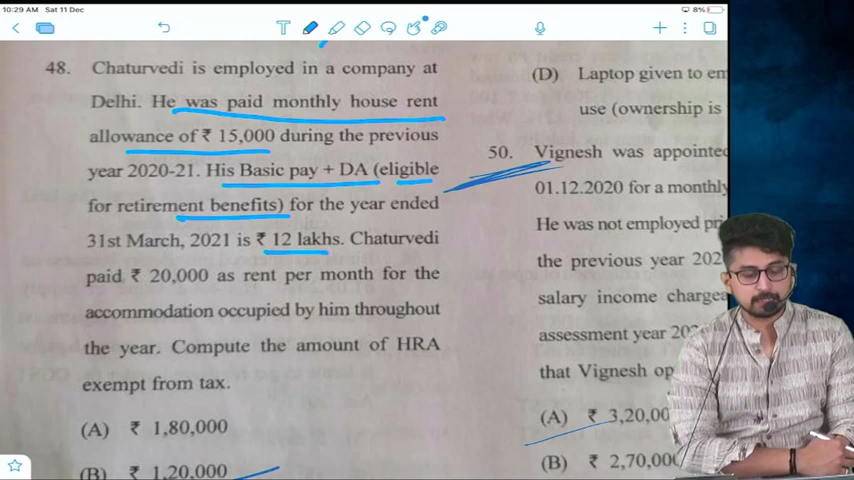 10:29 AM Sat 11 Dec
8%
T
48. Chaturvedi is employed in a company at
Delhi. He was paid monthly house rent
allowance of ₹ 15,000 during the previous
year 2020-21. His Basic pay + DA (eligible
for retirement benefits) for the year ended
31st March, 2021 is ₹ 12 lakhs. Chaturvedi
paid ₹ 20,000 as rent per month for the
accommodation occupied by him throughout
the year. Compute the amount of HRA
exempt from tax.
(A) ₹ 1,80,000
(B) ₹ 1,20,000
(D) Laptop given to em
use (ownership is
50. Vignesh was appointed
01.12.2020 for a monthly
He was not employed pri
the previous year 202
salary income chargea
assessment year 202
that Vignesh op
(A) ₹ 3,20,00
(B) ₹ 2,70,000